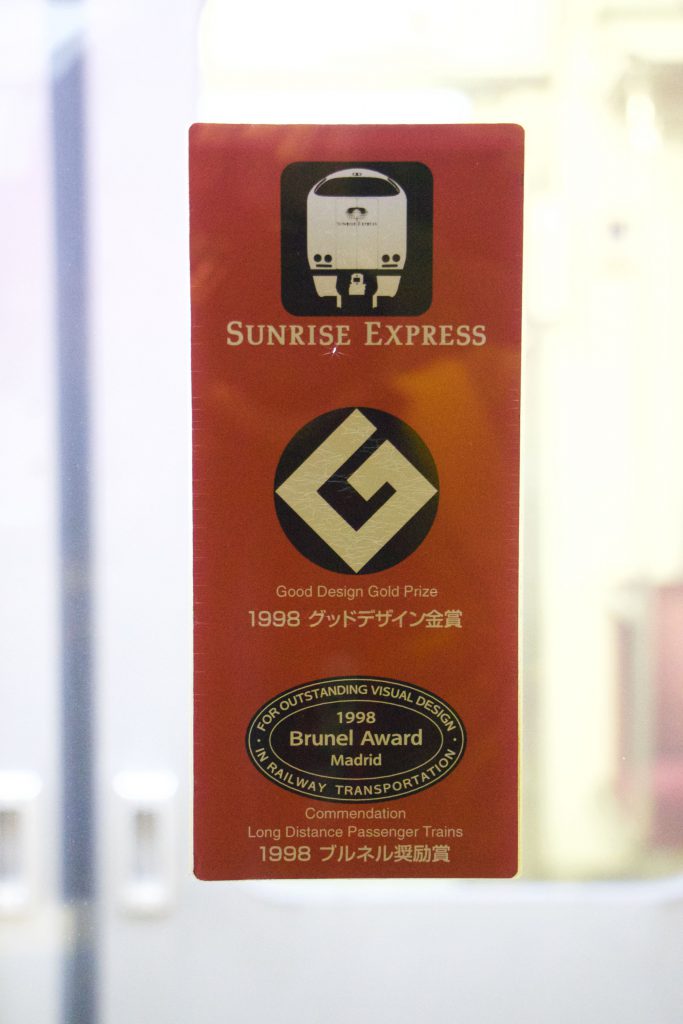 SUNRISE EXPRESS
SUNRISE EXPRESS
Good Design Gold Prize
1998 グッドデザイン金賞
· FOR OUTSTANDING VISUAL DESIGN ·
1998
Brunel Award
Madrid
IN RAILWAY TRANSPORTATION
Commendation
Long Distance Passenger Trains
1998 ブルネル奨励賞